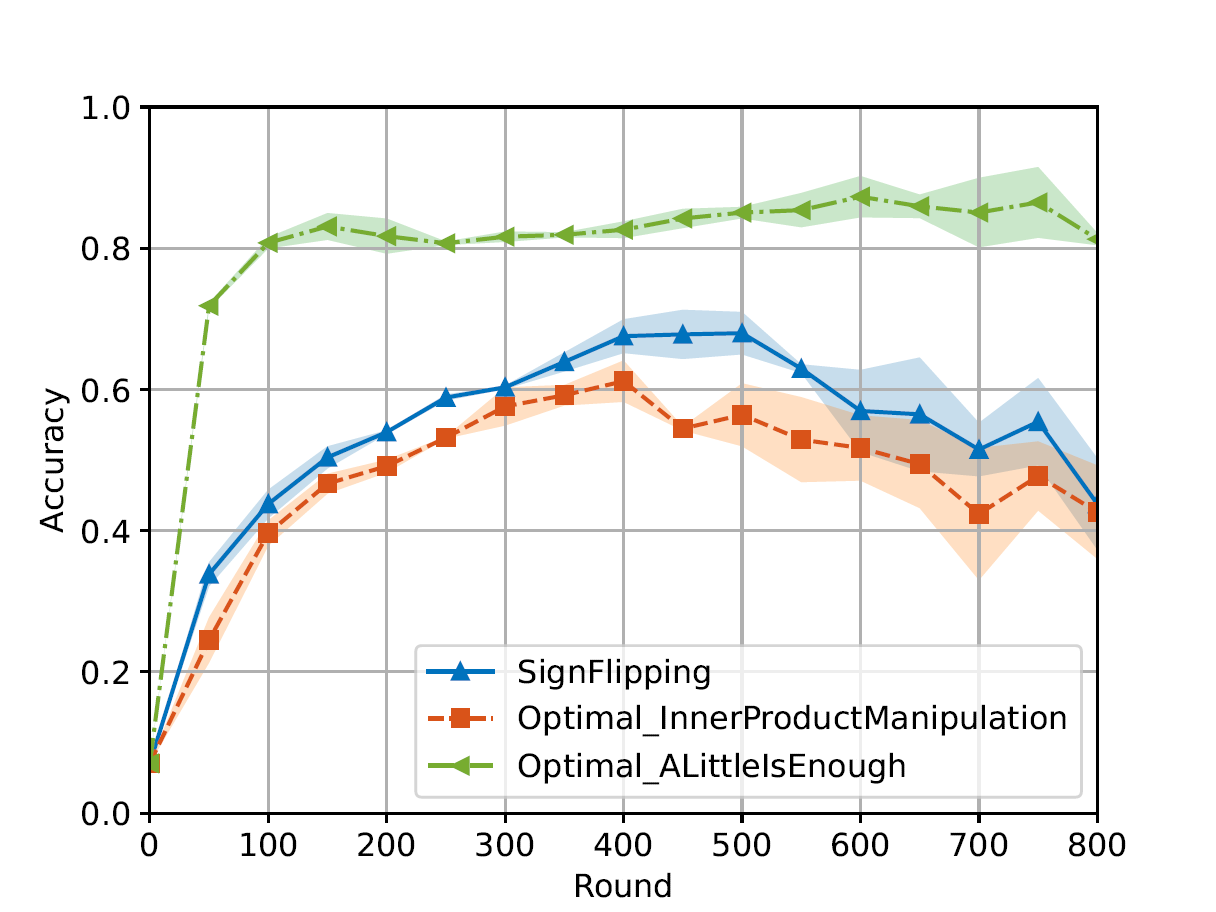 1.0
0.8
0.6
0.4
0.2
0.0
Accuracy
SignFlipping
Optimal_InnerProductManipulation
Optimal_ALittleIsEnough
0 100 200 300 400 500 600 700 800
Round